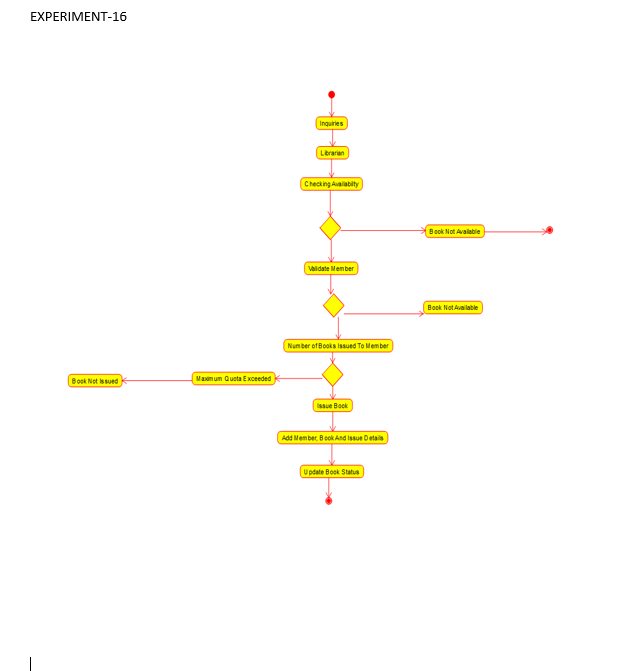 EXPERIMENT-16
Inquiries
Librarian
Checking Availablity
Book Not Available
Validate Member
Book Not Available
Number of Books Issued To Member
Maximum Quota Exceeded
Book Not Issued
Issue Book
Add Member, Book And Issue Details
Update Book Status